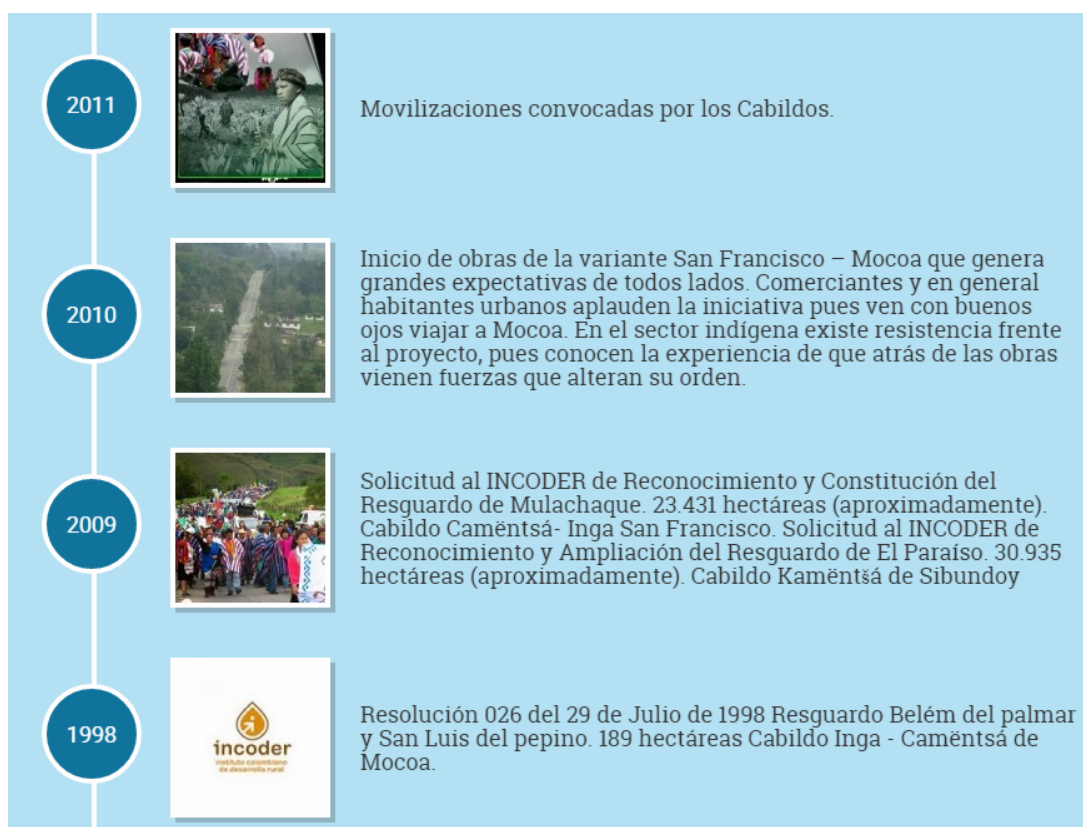 2011
Movilizaciones convocadas por los Cabildos.
2010
Inicio de obras de la variante San Francisco – Mocoa que genera
grandes expectativas de todos lados. Comerciantes y en general
habitantes urbanos aplauden la iniciativa pues ven con buenos
ojos viajar a Mocoa. En el sector indígena existe resistencia frente
al proyecto, pues conocen la experiencia de que atrás de las obras
vienen fuerzas que alteran su orden.
2009
Solicitud al INCODER de Reconocimiento y Constitución del
Resguardo de Mulachaque. 23.431 hectáreas (aproximadamente).
Cabildo Camëntsá- Inga San Francisco. Solicitud al INCODER de
Reconocimiento y Ampliación del Resguardo de El Paraíso. 30.935
hectáreas (aproximadamente). Cabildo Kamëntšá de Sibundoy
1998
incoder
instituto colombiano
de desarrollo rural
Resolución 026 del 29 de Julio de 1998 Resguardo Belém del palmar
y San Luis del pepino. 189 hectáreas Cabildo Inga - Camëntsá de
Mocoa.